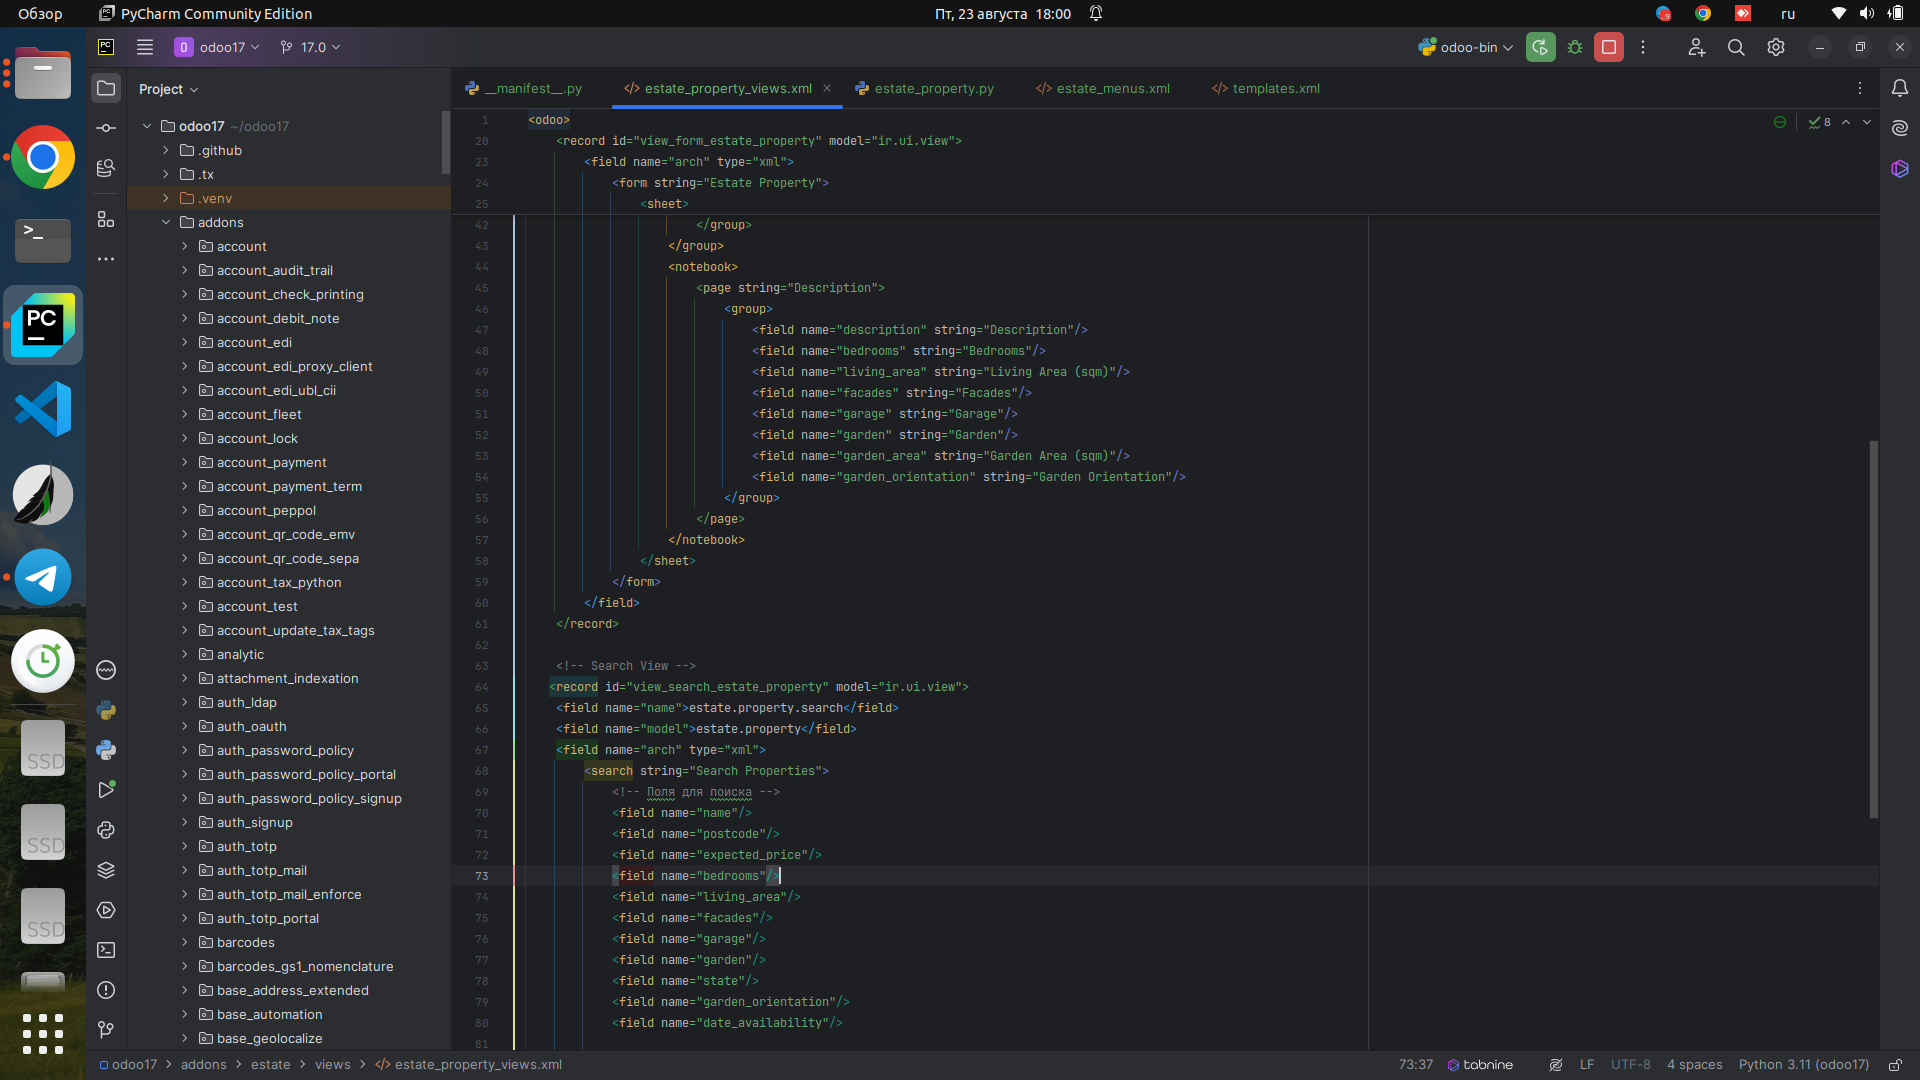 Обзор
PyCharm Community Edition
Пт, 23 августа 18:00
ru
PC
odoo17
17.0
odoo-bin
Project
__manifest__.py
estate_property_views.xml
estate_property.py
estate_menus.xml
templates.xml
odoo17 ~/odoo17
.github
.tx
.venv
addons
account
account_audit_trail
account_check_printing
account_debit_note
account_edi
account_edi_proxy_client
account_edi_ubl_cii
account_fleet
account_lock
account_payment
account_payment_term
account_peppol
account_qr_code_emv
account_qr_code_sepa
account_tax_python
account_test
account_update_tax_tags
analytic
attachment_indexation
auth_ldap
auth_oauth
auth_password_policy
auth_password_policy_portal
auth_password_policy_signup
auth_signup
auth_totp
auth_totp_mail
auth_totp_mail_enforce
auth_totp_portal
barcodes
barcodes_gs1_nomenclature
base_address_extended
base_automation
base_geolocalize
8
1 <odoo>
20 <record id="view_form_estate_property" model="ir.ui.view">
23 <field name="arch" type="xml">
24 <form string="Estate Property">
25 <sheet>
42 </group>
43 </group>
44 <notebook>
45 <page string="Description">
46 <group>
47 <field name="description" string="Description"/>
48 <field name="bedrooms" string="Bedrooms"/>
49 <field name="living_area" string="Living Area (sqm)"/>
50 <field name="facades" string="Facades"/>
51 <field name="garage" string="Garage"/>
52 <field name="garden" string="Garden"/>
53 <field name="garden_area" string="Garden Area (sqm)"/>
54 <field name="garden_orientation" string="Garden Orientation"/>
55 </group>
56 </page>
57 </notebook>
58 </sheet>
59 </form>
60 </field>
61 </record>
62
63 <!-- Search View -->
64 <record id="view_search_estate_property" model="ir.ui.view">
65 <field name="name">estate.property.search</field>
66 <field name="model">estate.property</field>
67 <field name="arch" type="xml">
68 <search string="Search Properties">
69 <!-- Поля для поиска -->
70 <field name="name"/>
71 <field name="postcode"/>
72 <field name="expected_price"/>
73 <field name="bedrooms"/>
74 <field name="living_area"/>
75 <field name="facades"/>
76 <field name="garage"/>
77 <field name="garden"/>
78 <field name="state"/>
79 <field name="garden_orientation"/>
80 <field name="date_availability"/>
81
PC
SSD
SSD
SSD
odoo17 > addons > estate > views > estate_property_views.xml
73:37
tabnine
LF
UTF-8
4 spaces
Python 3.11 (odoo17)